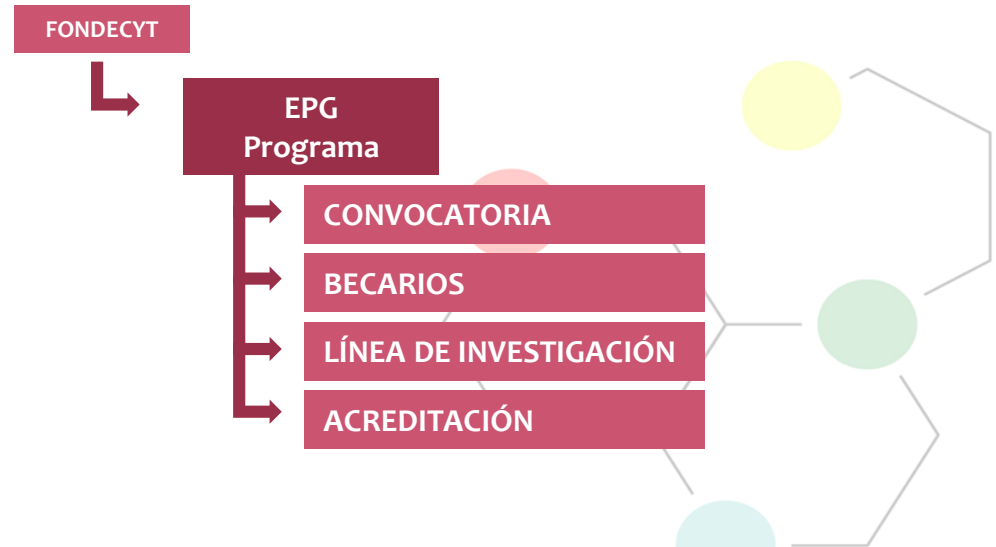 FONDECYT
EPG
Programa
CONVOCATORIA
BECARIOS
LÍNEA DE INVESTIGACIÓN
ACREDITACIÓN